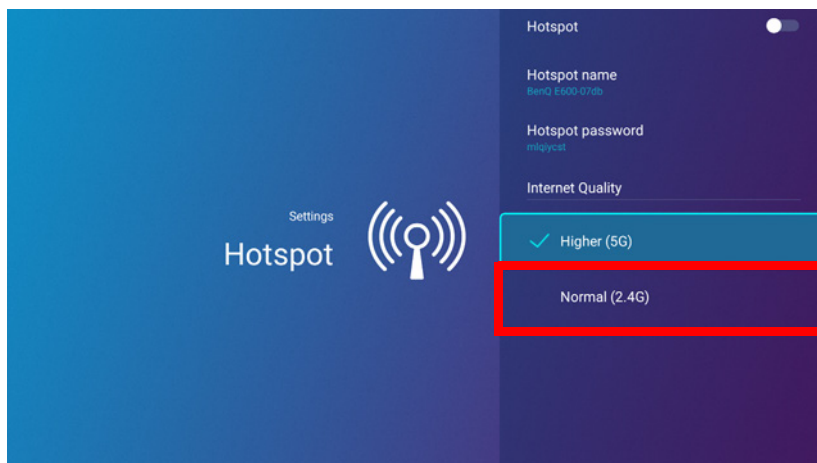 Settings
Hotspot
Hotspot
Hotspot name
BenQ E600-07db
Hotspot password
mlqiycst
Internet Quality
Higher (5G)
Normal (2.4G)